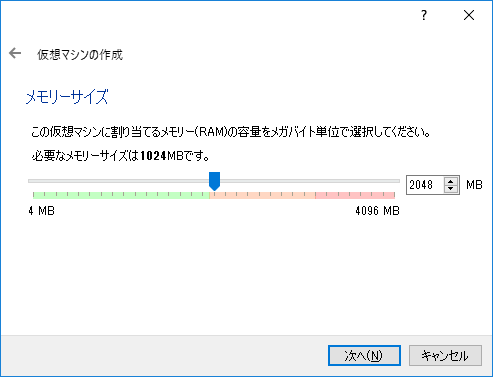 ?
仮想マシンの作成
メモリーサイズ
この仮想マシンに割り当てるメモリー(RAM)の容量をメガバイト単位で選択してください。
必要なメモリーサイズは1024MBです。
2048 MB
4 MB 4096 MB
次へ(N) キャンセル